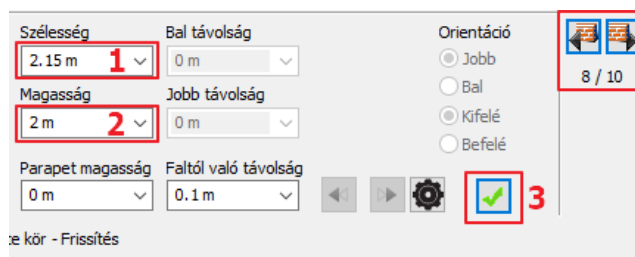 Szélesség
Bal távolság
Orientáció
2.15 m 1
0 m
Jobb
8 / 10
Magasság
Jobb távolság
Bal
2 m 2
0 m
Kifelé
Befelé
Parapet magasság
Faltól való távolság
0 m
0.1 m
3
te kör - Frissítés